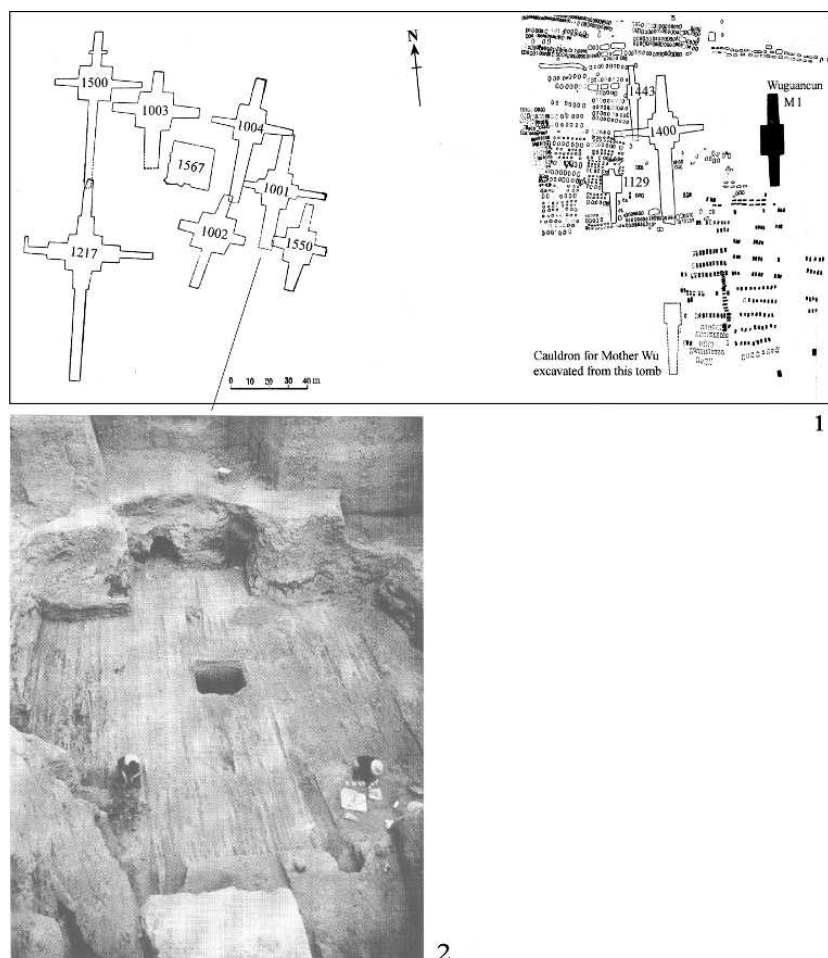 N
1500
1003
1004
1567
1001
1002
1550
1217
0 10 20 30 40 m
1443
1400
1129
Wuguancun
M1
Cauldron for Mother Wu
excavated from this tomb
1
2